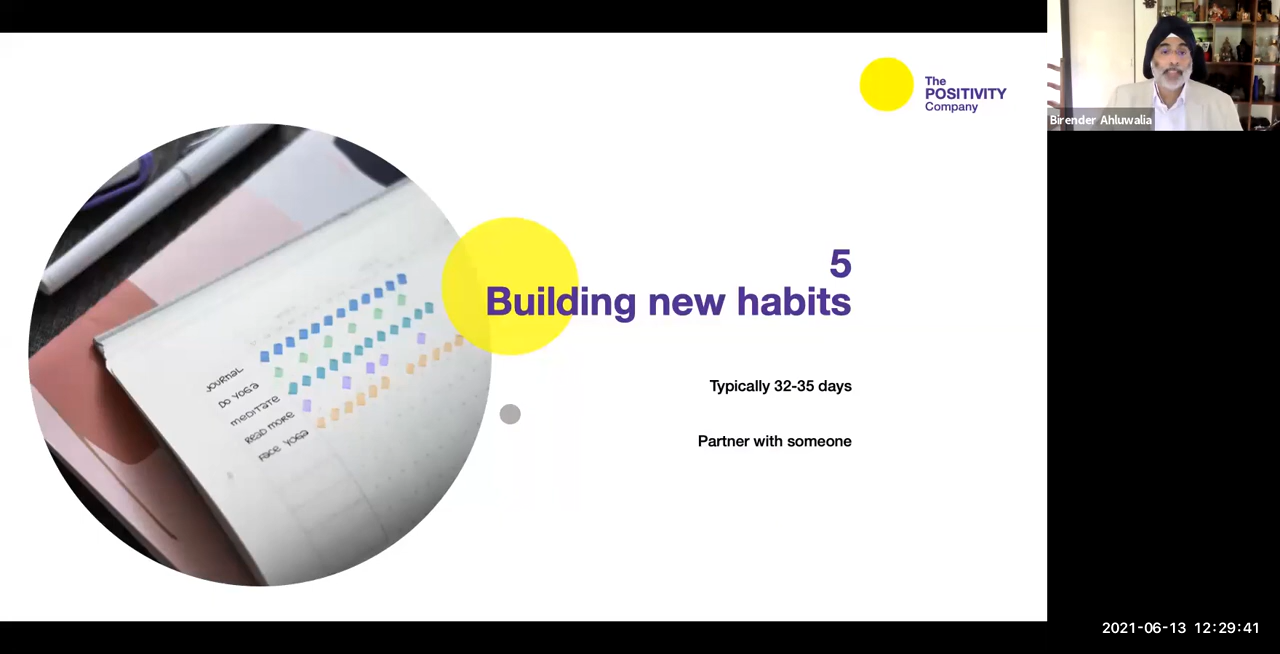 The
POSITIVITY
Company
Birender Ahluwalia
5
Building new habits
Typically 32-35 days
Partner with someone
JOURNAL
DO YOGA
MEDITATE
READ MORE
FACE YOGA
2021-06-13 12:29:41